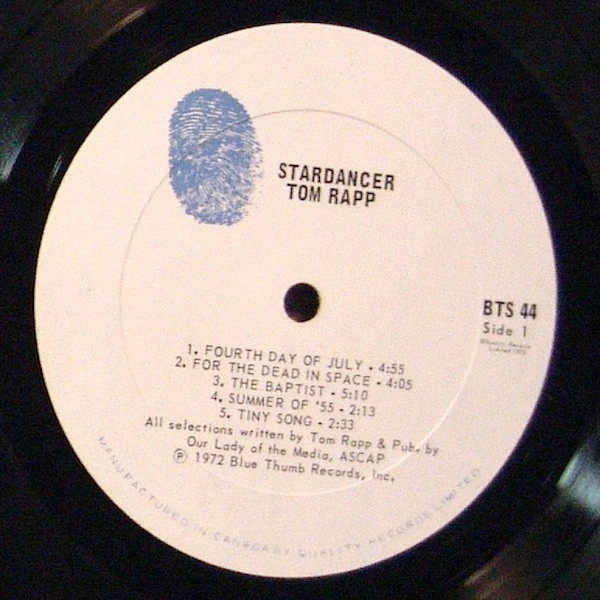 STARDANCER
TOM RAPP
BTS 44
Side 1
1. FOURTH DAY OF JULY - 4:55
2. FOR THE DEAD IN SPACE - 4:05
3. THE BAPTIST - 5:10
4. SUMMER OF '55 - 2:13
5. TINY SONG - 2:33
All selections written by Tom Rapp & Pub. by
Our Lady of the Media, ASCAP
Ⓟ 1972 Blue Thumb Records, Inc.
MANUFACTURED IN CANADA BY QUALITY RECORDS LIMITED